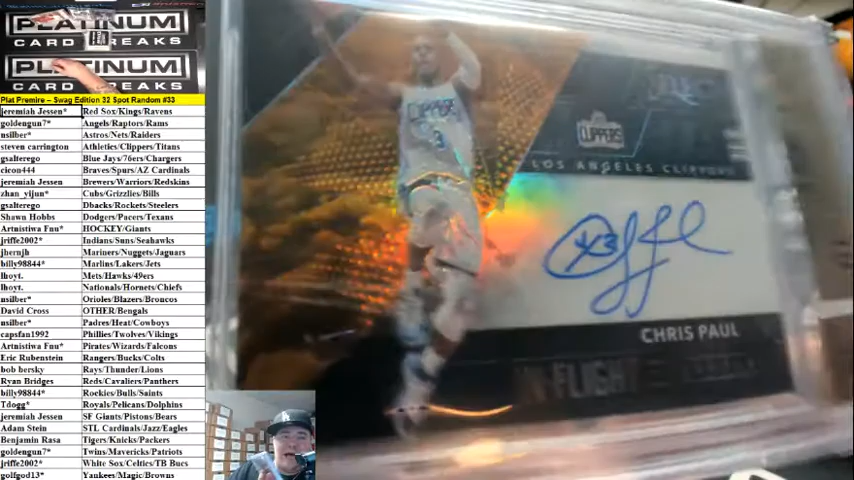 PLATINUM
CARD BREAKS
PLATINUM
CARD BREAKS
Plat Premire – Swag Edition 32 Spot Random #33
jeremiah Jessen* Red Sox/Kings/Ravens
goldengun7* Angels/Raptors/Rams
nsilber* Astros/Nets/Raiders
steven carrington Athletics/Clippers/Titans
gsalterego Blue Jays/76ers/Chargers
cicon444 Braves/Spurs/AZ Cardinals
jeremiah Jessen Brewers/Warriors/Redskins
zhan_yijun* Cubs/Grizzlies/Bills
gsalterego Dbacks/Rockets/Steelers
Shawn Hobbs Dodgers/Pacers/Texans
Artnistiwa Fuu* HOCKEY/Giants
jriffe2002* Indians/Suns/Seahawks
jhernjh Mariners/Nuggets/Jaguars
billy98844* Marlins/Lakers/Jets
lhoyt. Mets/Hawks/49ers
lhoyt. Nationals/Hornets/Chiefs
nsilber* Orioles/Blazers/Broncos
David Cross OTHER/Bengals
nsilber* Padres/Heat/Cowboys
capsfan1992 Phillies/Twolves/Vikings
Artnistiwa Fuu* Pirates/Wizards/Falcons
Eric Rubenstein Rangers/Bucks/Colts
bob hersky Rays/Thunder/Lions
Ryan Bridges Reds/Cavaliers/Panthers
billy98844* Rockies/Bulls/Saints
Tdogg* Royals/Pelicans/Dolphins
jeremiah Jessen SF Giants/Pistons/Bears
Adam Stein STL Cardinals/Jazz/Eagles
Benjamin Rasa Tigers/Knicks/Packers
goldengun7* Twins/Mavericks/Patriots
jriffe2002* White Sox/Celtics/TB Bucs
golfgod13* Yankees/Magic/Browns
CLIPPERS
3
CLIPPERS
LOS ANGELES CLIPPERS
CHRIS PAUL
IN-FLIGHT